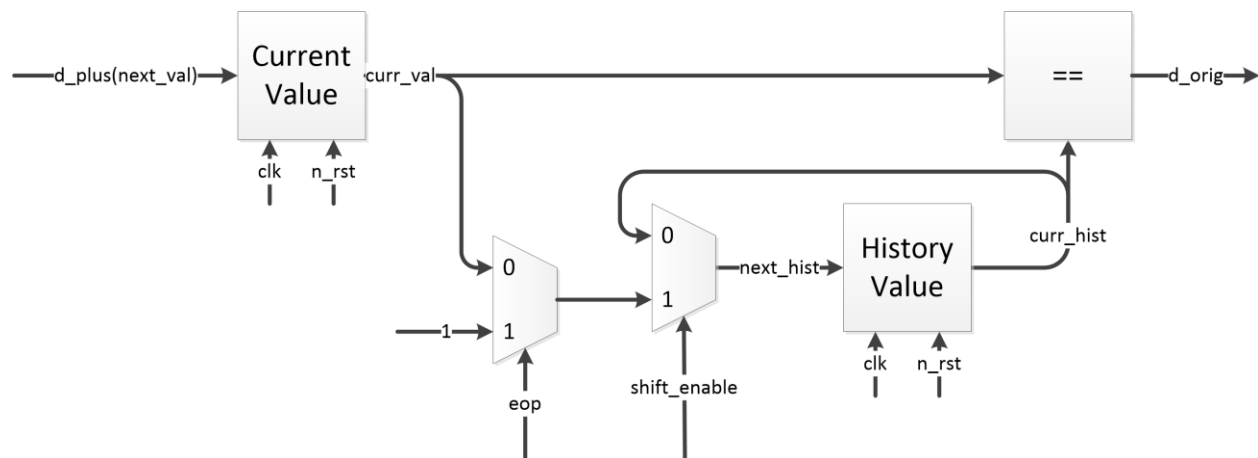 d_plus(next_val)
Current
Value
curr_val
==
d_orig
clk
n_rst
0
1
1
eop
0
1
shift_enable
next_hist
History
Value
curr_hist
clk
n_rst